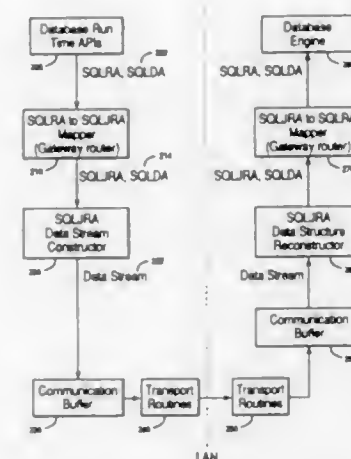 Database Run
Time APIs
SQLRA, SQLDA
SQLRA to SQLJRA
Mapper
(Gateway router)
SQLJRA, SQLDA
SQLJRA
Data Stream
Constructor
Data Stream
Communication
Buffer
Transport
Routines
LAN
Database
Engine
SQLRA, SQLDA
SQLJRA to SQLRA
Mapper
(Gateway router)
SQLJRA, SQLDA
SQLJRA
Data Structure
Reconstructor
Data Stream
Communication
Buffer
Transport
Routines